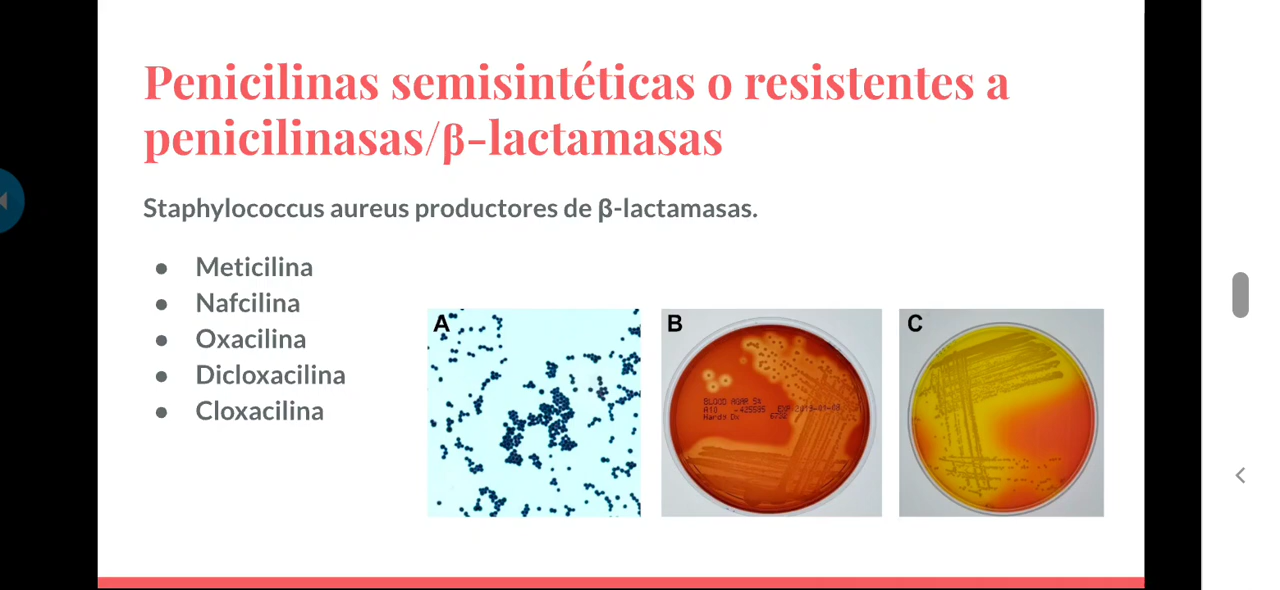 Penicilinas semisintéticas o resistentes a
penicilinasas/β-lactamasas
Staphylococcus aureus productores de β-lactamasas.
● Meticilina
● Nafcilina
● Oxacilina
● Dicloxacilina
● Cloxacilina
A
B
C
BLOOD AGAR 5%
A10
Hardy Dx